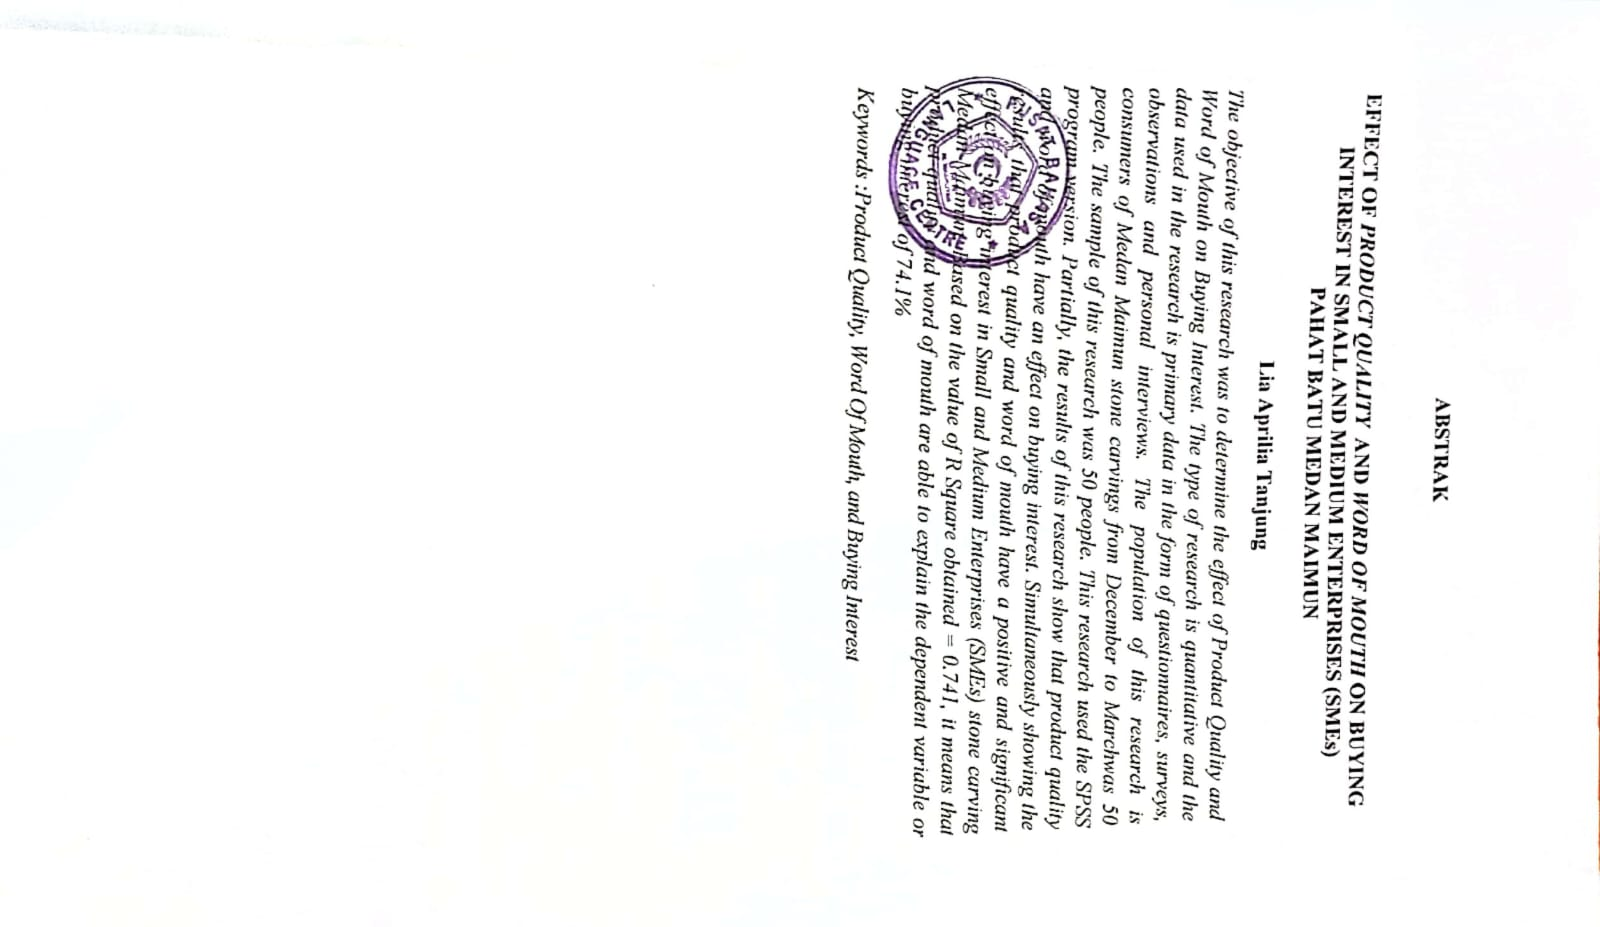 ABSTRAK
EFFECT OF PRODUCT QUALITY AND WORD OF MOUTH ON BUYING
INTEREST IN SMALL AND MEDIUM ENTERPRISES (SMEs)
PAHAT BATU MEDAN MAIMUN
Lia Aprilia Tanjung
The objective of this research was to determine the effect of Product Quality and
Word of Mouth on Buying Interest. The type of research is quantitative and the
data used in the research is primary data in the form of questionnaires, surveys,
observations and personal interviews. The population of this research is
consumers of Medan Maimun stone carvings from December to Marchwas 50
people. The sample of this research was 50 people. This research used the SPSS
program version. Partially, the results of this research show that product quality
and word of mouth have an effect on buying interest. Simultaneously showing the
results that product quality and word of mouth have a positive and significant
effect on buying interest in Small and Medium Enterprises (SMEs) stone carving
Medan Maimun. Based on the value of R Square obtained = 0.741, it means that
product quality and word of mouth are able to explain the dependent variable or
buying interest of 74.1%
Keywords :Product Quality, Word Of Mouth, and Buying Interest
PUSAT BAHASA
LANGUAGE CENTRE